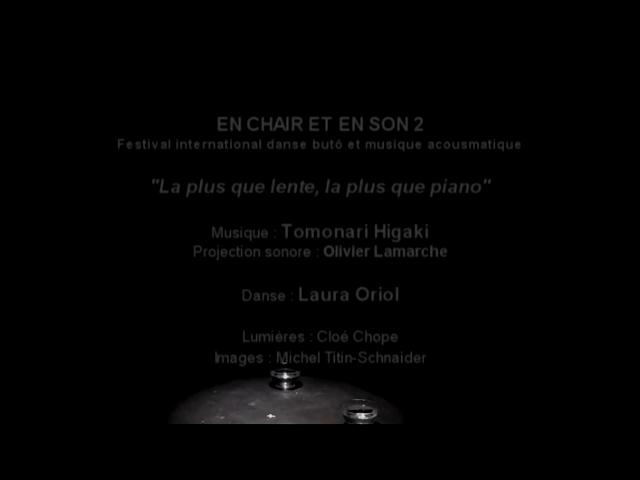 EN CHAIR ET EN SON 2
Festival international danse butô et musique acousmatique
"La plus que lente, la plus que piano"
Musique : Tomonari Higaki
Projection sonore : Olivier Lamarche
Danse : Laura Oriol
Lumières : Cloé Chope
Images : Michel Titin-Schnaider